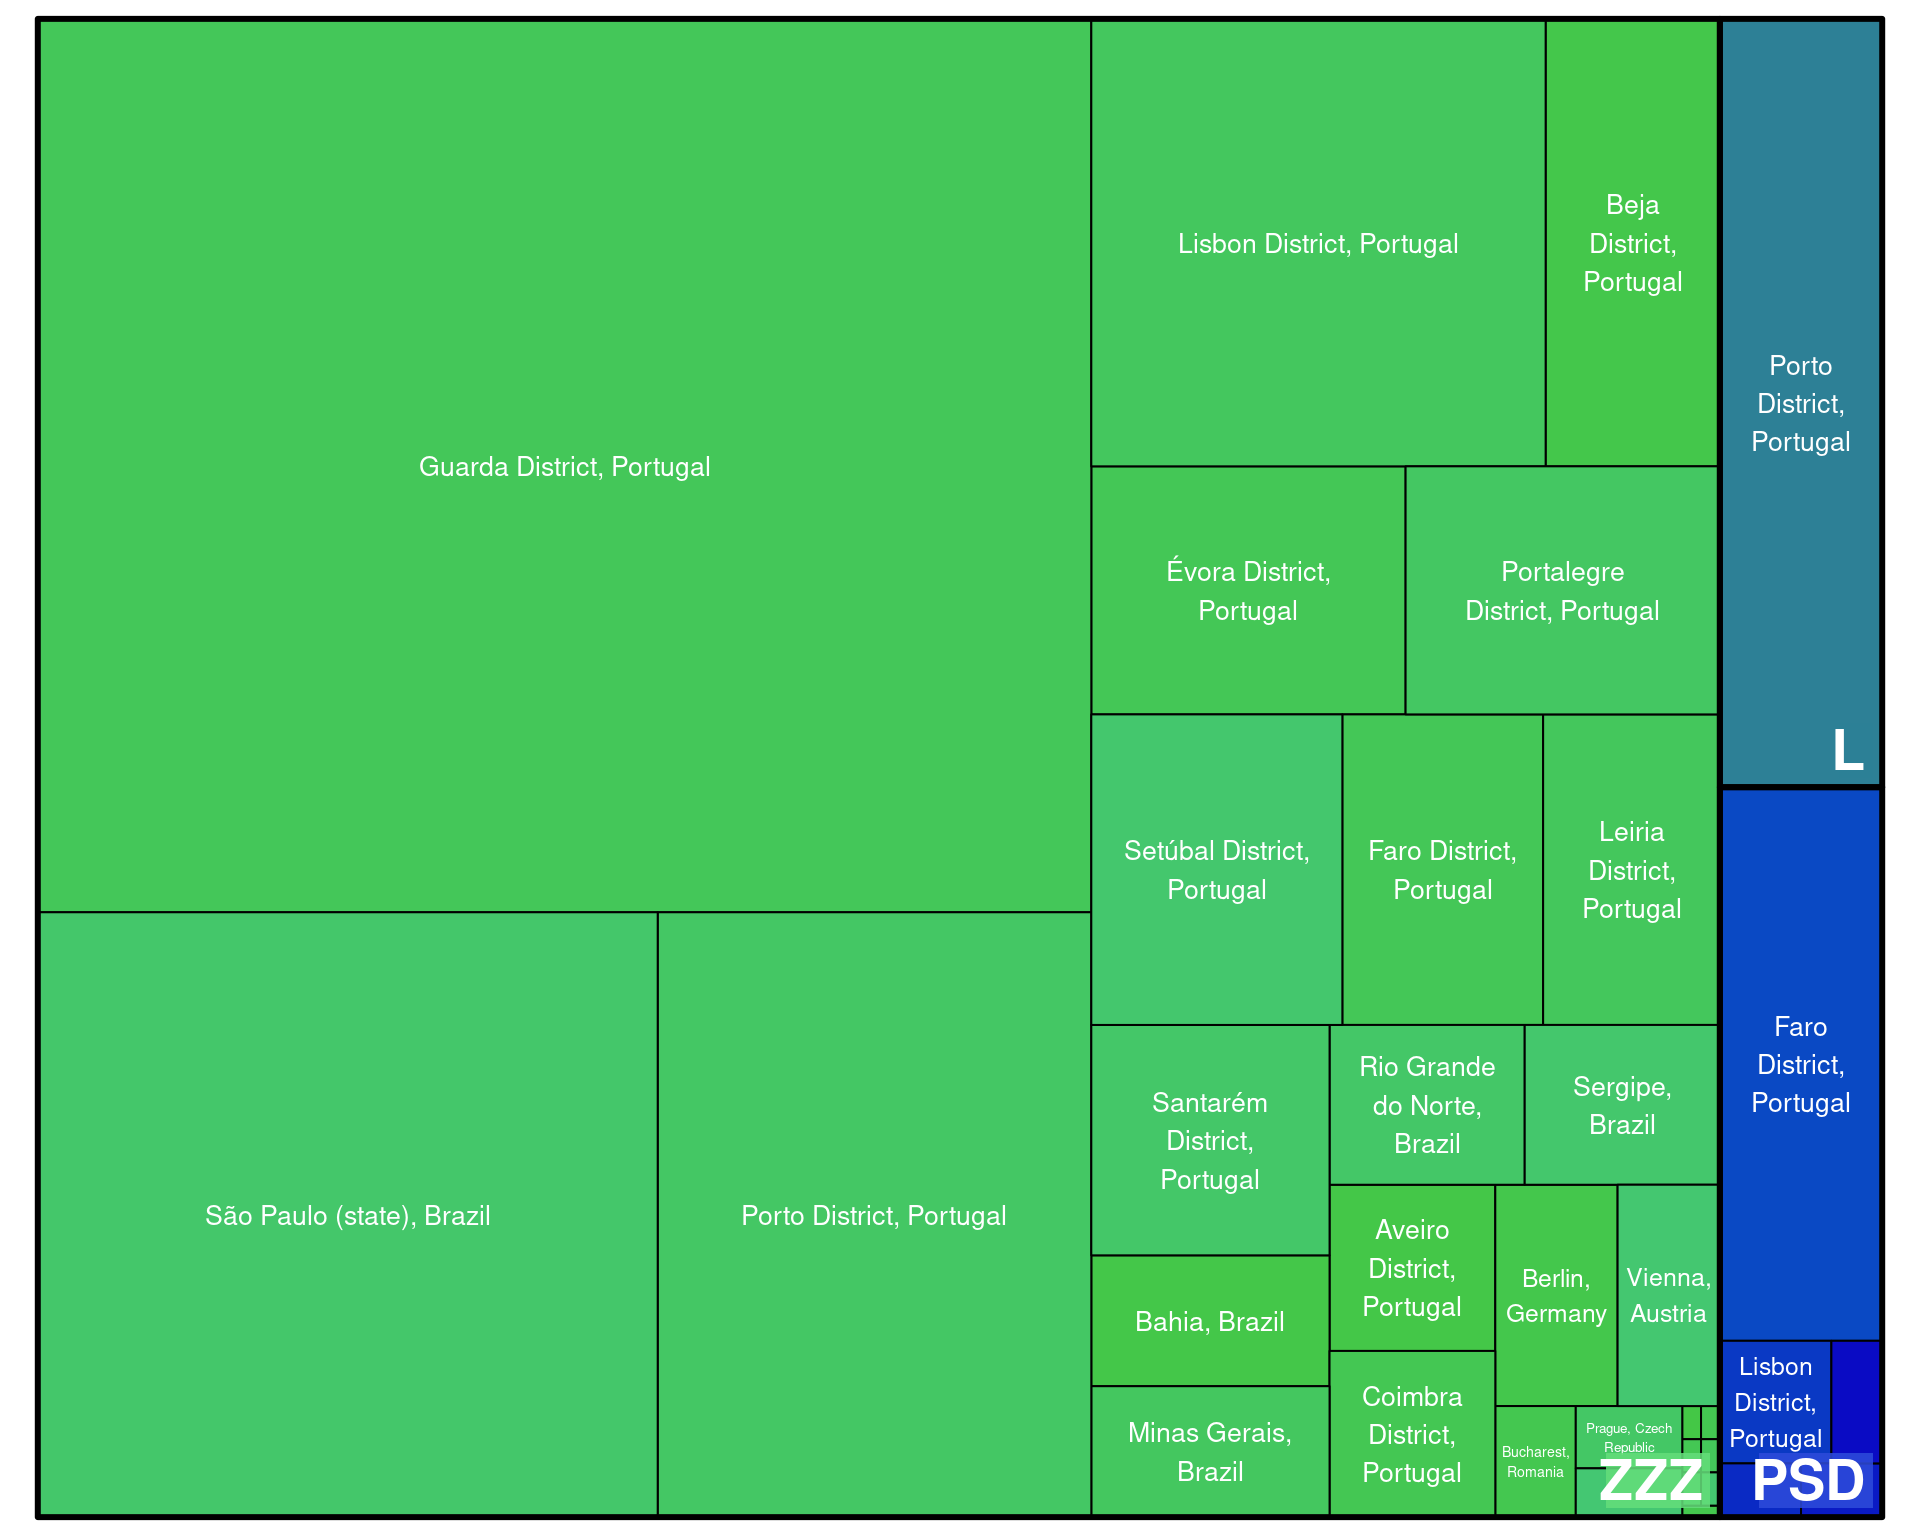 Guarda District, Portugal
Lisbon District, Portugal
Beja
District,
Portugal
Évora District,
Portugal
Portalegre
District, Portugal
Setúbal District,
Portugal
Faro District,
Portugal
Leiria
District,
Portugal
São Paulo (state), Brazil
Porto District, Portugal
Santarém
District,
Portugal
Rio Grande
do Norte,
Brazil
Sergipe,
Brazil
Bahia, Brazil
Minas Gerais,
Brazil
Aveiro
District,
Portugal
Coimbra
District,
Portugal
Berlin,
Germany
Vienna,
Austria
Bucharest,
Romania
Prague, Czech
Republic
ZZZ
Porto
District,
Portugal
L
Faro
District,
Portugal
Lisbon
District,
Portugal
PSD